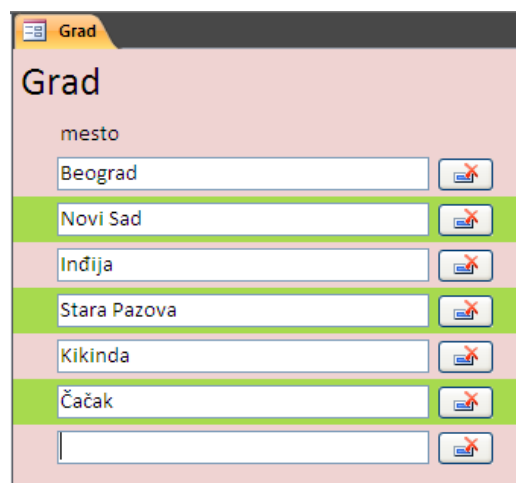 Grad
Grad
mesto
Beograd
Novi Sad
Inđija
Stara Pazova
Kikinda
Čačak